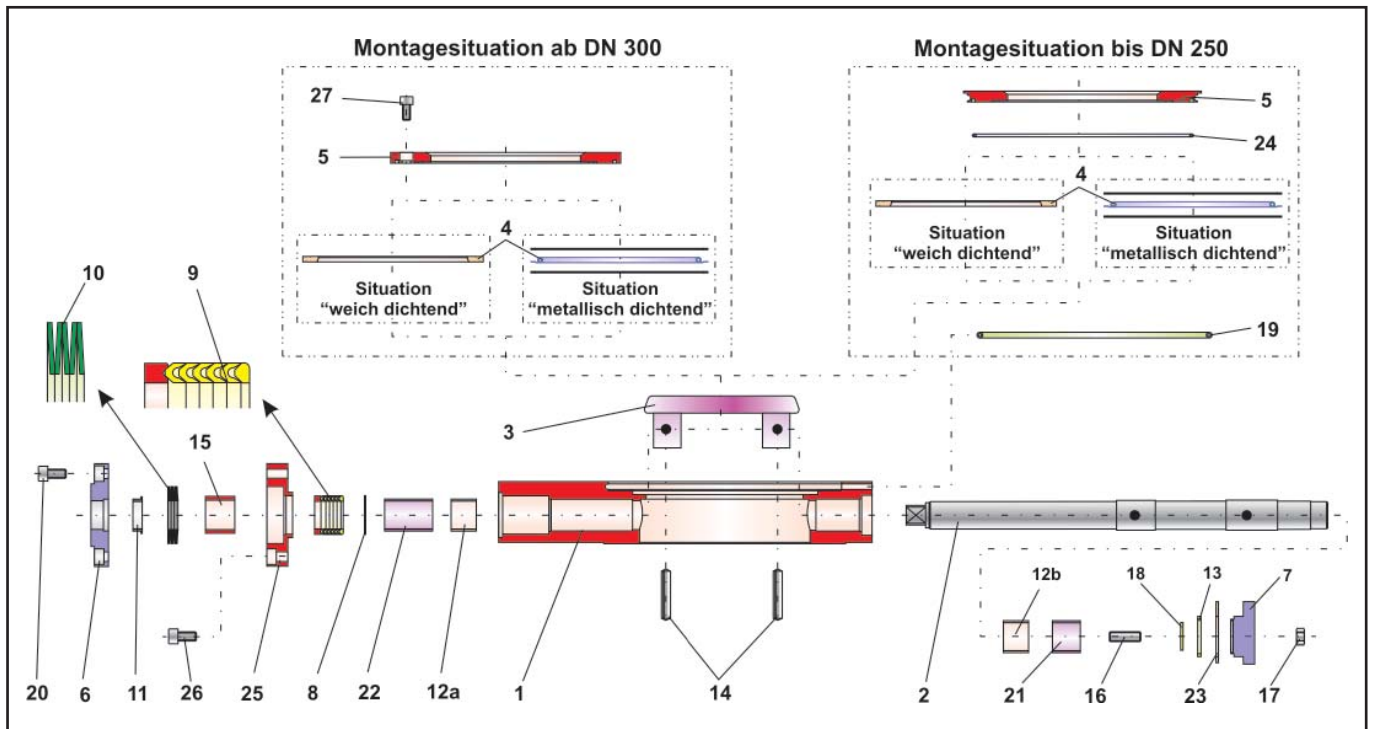 Montagesituation ab DN 300
Montagesituation bis DN 250
27
5
5
24
4
4
Situation
“weich dichtend”
Situation
“metallisch dichtend”
Situation
“weich dichtend”
Situation
“metallisch dichtend”
10
9
19
3
15
12b
18
13
7
20
6
11
26
25
8
22
12a
1
14
2
21
16
23
17